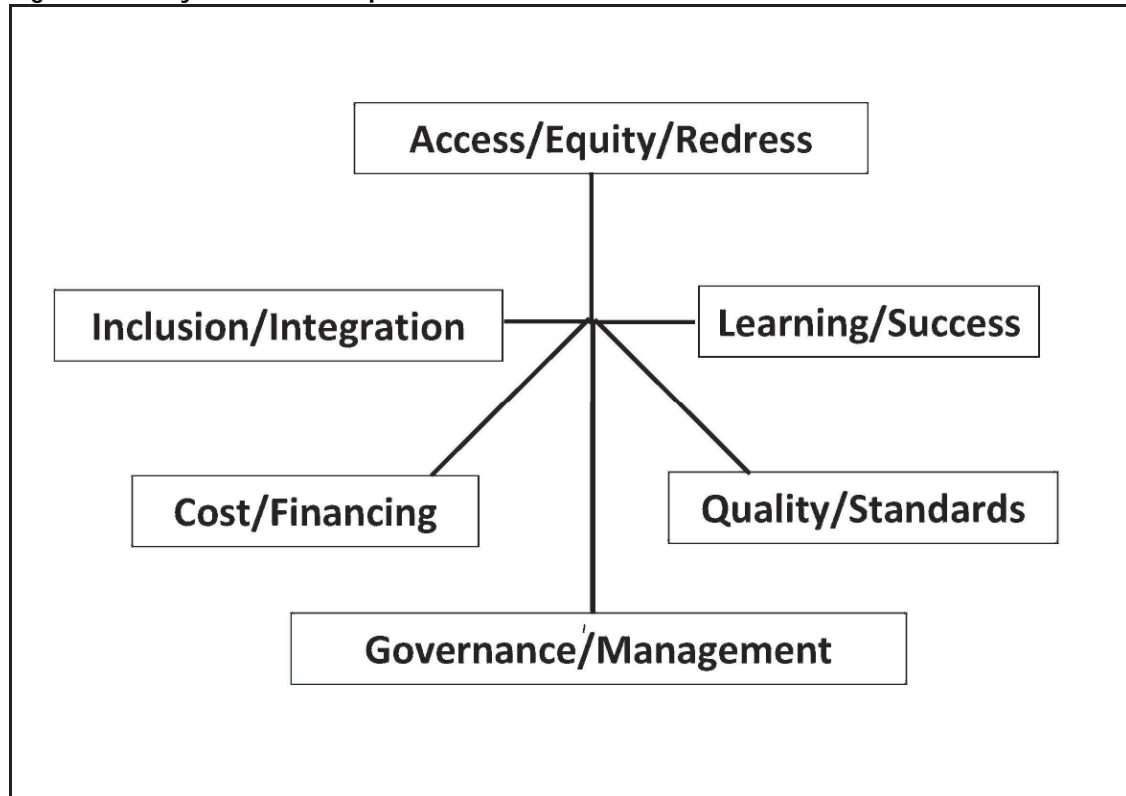 Access/Equity/Redress
Inclusion/Integration
Learning/Success
Cost/Financing
Quality/Standards
Governance/Management